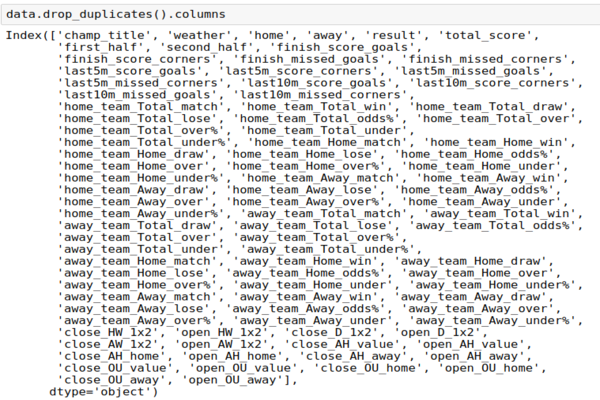 data.drop_duplicates().columns
Index(['champ_title', 'weather', 'home', 'away', 'result', 'total_score',
'first_half', 'second_half', 'finish_score_goals',
'finish_score_corners', 'finish_missed_goals', 'finish_missed_corners',
'last5m_score_goals', 'last5m_score_corners', 'last5m_missed_goals',
'last5m_missed_corners', 'last10m_score_goals', 'last10m_score_corners',
'last10m_missed_goals', 'last10m_missed_corners',
'home_team_Total_match', 'home_team_Total_win', 'home_team_Total_draw',
'home_team_Total_lose', 'home_team_Total_odds%', 'home_team_Total_over',
'home_team_Total_over%', 'home_team_Total_under',
'home_team_Total_under%', 'home_team_Home_match', 'home_team_Home_win',
'home_team_Home_draw', 'home_team_Home_lose', 'home_team_Home_odds%',
'home_team_Home_over', 'home_team_Home_over%', 'home_team_Home_under',
'home_team_Home_under%', 'home_team_Away_match', 'home_team_Away_win',
'home_team_Away_draw', 'home_team_Away_lose', 'home_team_Away_odds%',
'home_team_Away_over', 'home_team_Away_over%', 'home_team_Away_under',
'home_team_Away_under%', 'away_team_Total_match', 'away_team_Total_win',
'away_team_Total_draw', 'away_team_Total_lose', 'away_team_Total_odds%',
'away_team_Total_over', 'away_team_Total_over%',
'away_team_Total_under', 'away_team_Total_under%',
'away_team_Home_match', 'away_team_Home_win', 'away_team_Home_draw',
'away_team_Home_lose', 'away_team_Home_odds%', 'away_team_Home_over',
'away_team_Home_over%', 'away_team_Home_under', 'away_team_Home_under%',
'away_team_Away_match', 'away_team_Away_win', 'away_team_Away_draw',
'away_team_Away_lose', 'away_team_Away_odds%', 'away_team_Away_over',
'away_team_Away_over%', 'away_team_Away_under', 'away_team_Away_under%',
'close_HW_1x2', 'open_HW_1x2', 'close_D_1x2', 'open_D_1x2',
'close_AW_1x2', 'open_AW_1x2', 'close_AH_value', 'open_AH_value',
'close_AH_home', 'open_AH_home', 'close_AH_away', 'open_AH_away',
'close_OU_value', 'open_OU_value', 'close_OU_home', 'open_OU_home',
'close_OU_away', 'open_OU_away'],
dtype='object')